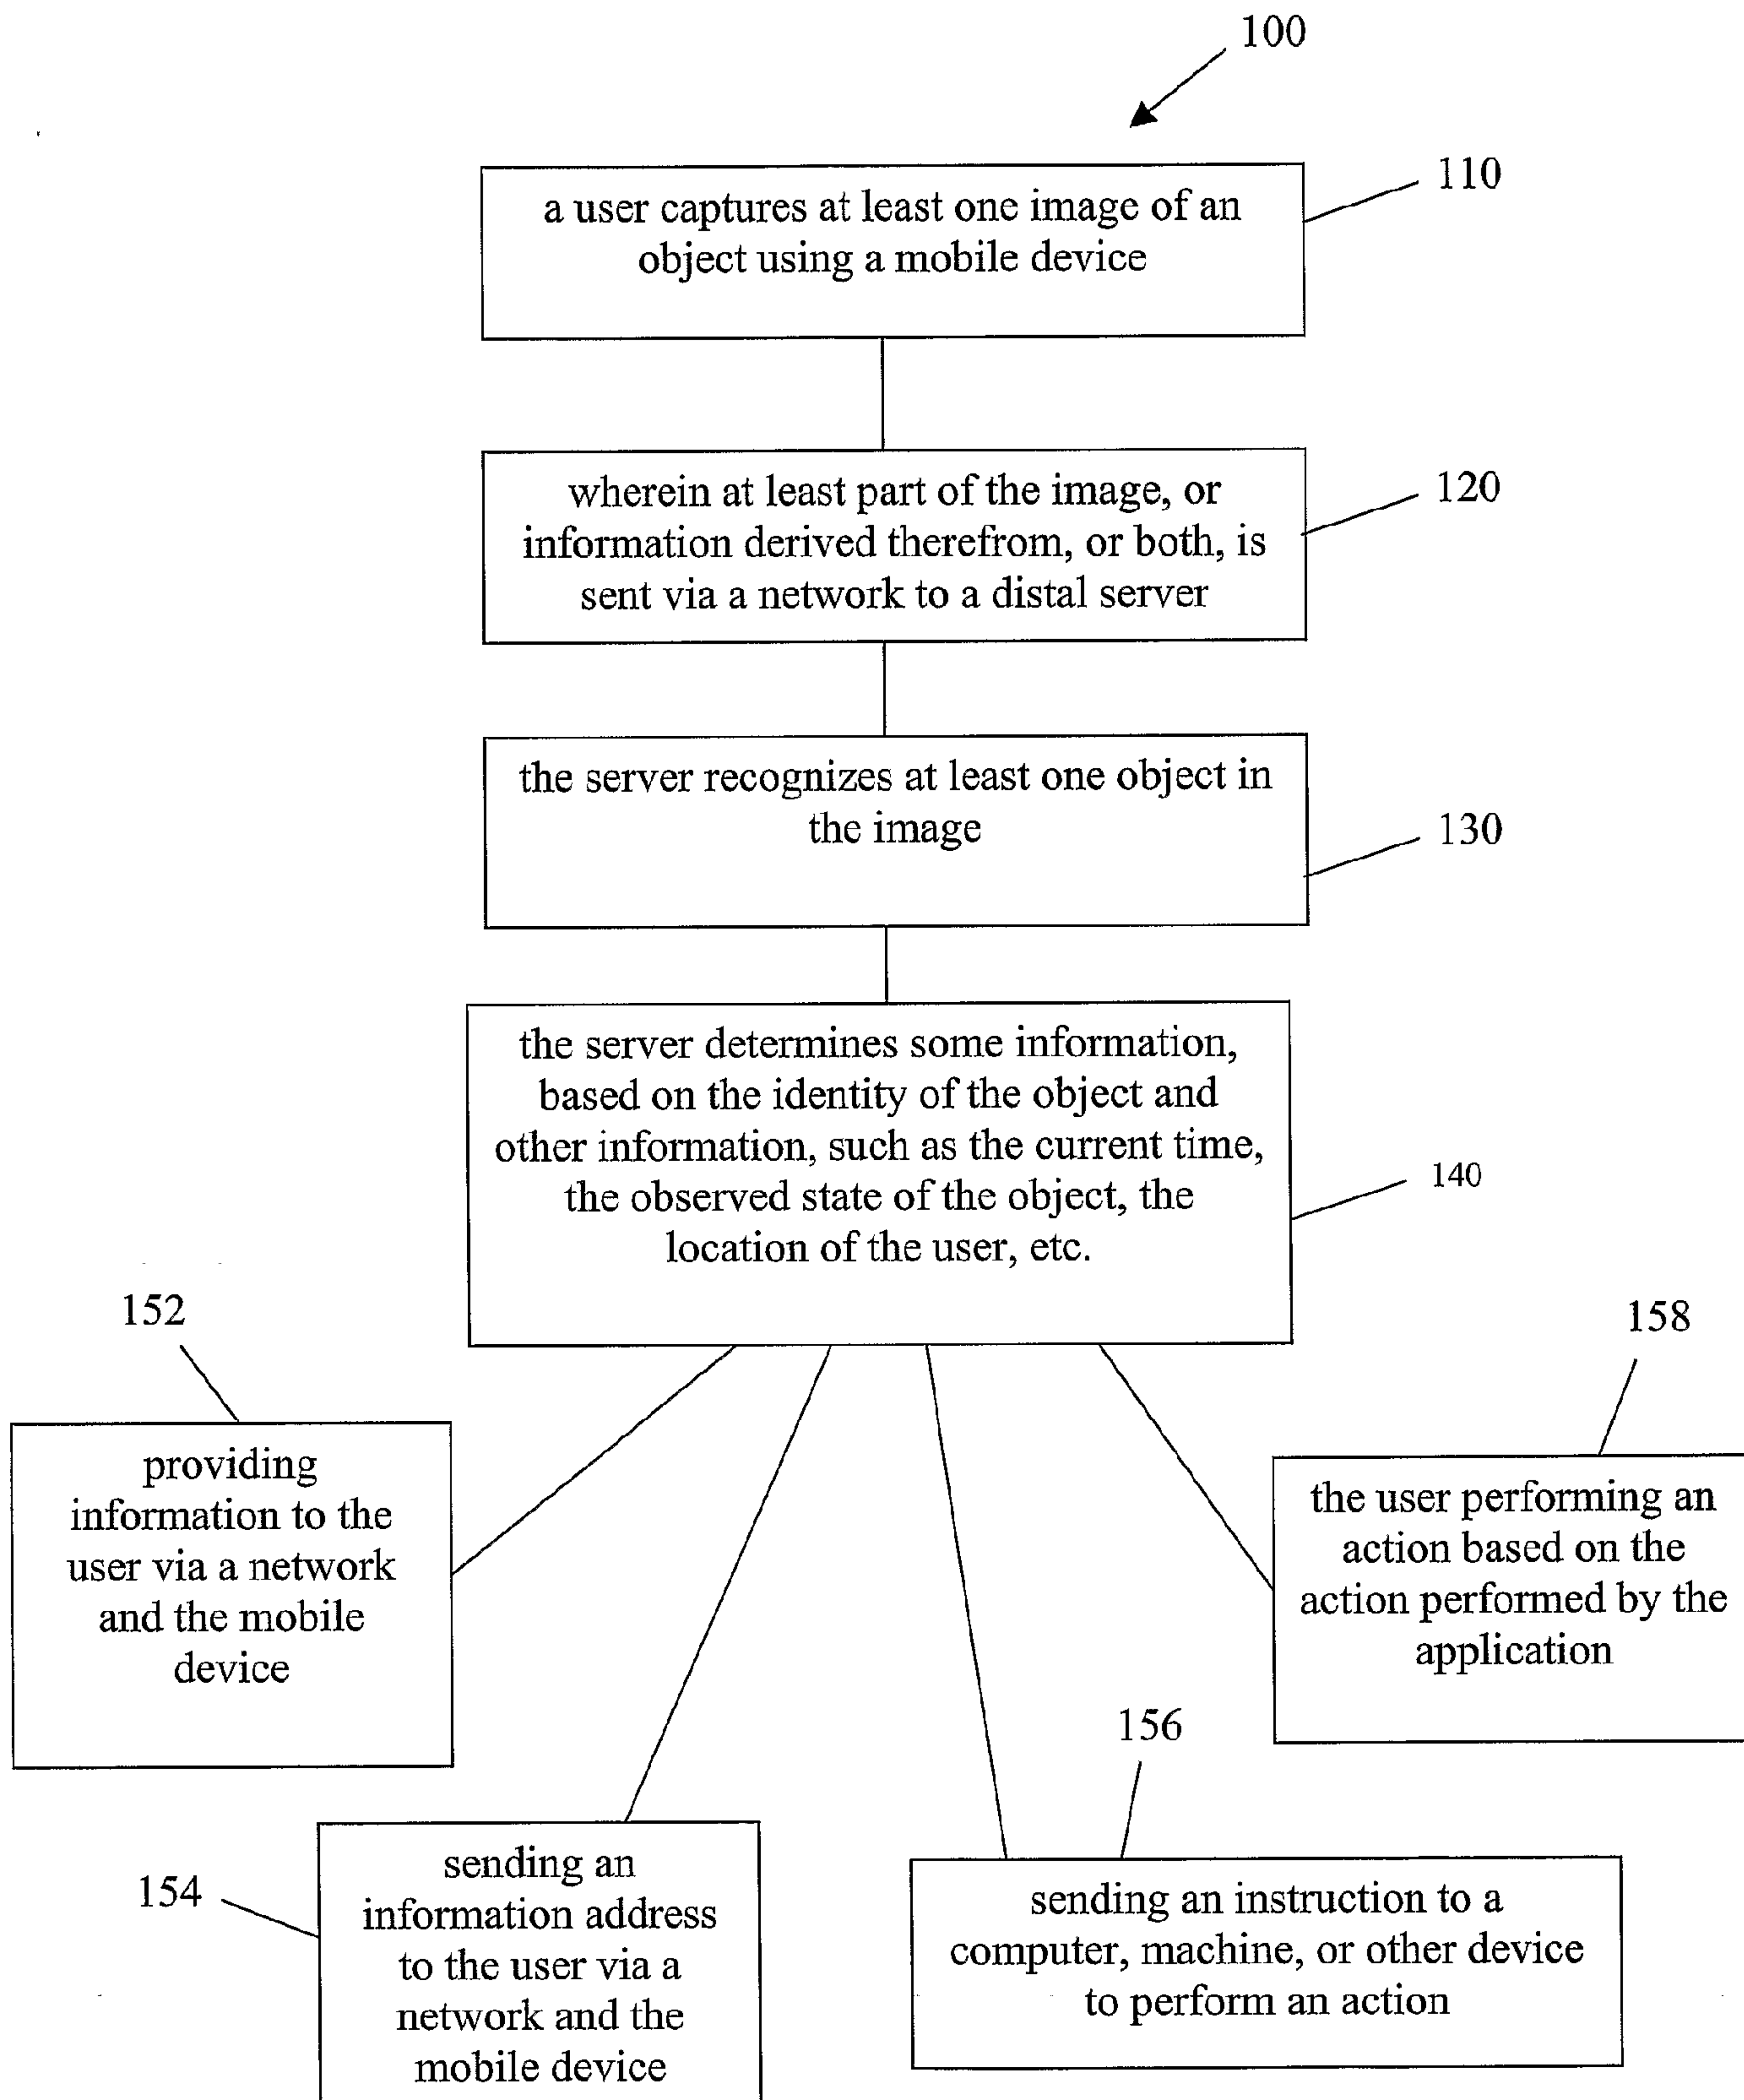 100
110
a user captures at least one image of an
object using a mobile device
120
wherein at least part of the image, or
information derived therefrom, or both, is
sent via a network to a distal server
the server recognizes at least one object in
the image
130
the server determines some information,
based on the identity of the object and
other information, such as the current time,
the observed state of the object, the
location of the user, etc.
140
152
158
providing
information to the
user via a network
and the mobile
device
the user performing an
action based on the
action performed by the
application
156
154
sending an
information address
to the user via a
network and the
mobile device
sending an instruction to a
computer, machine, or other device
to perform an action